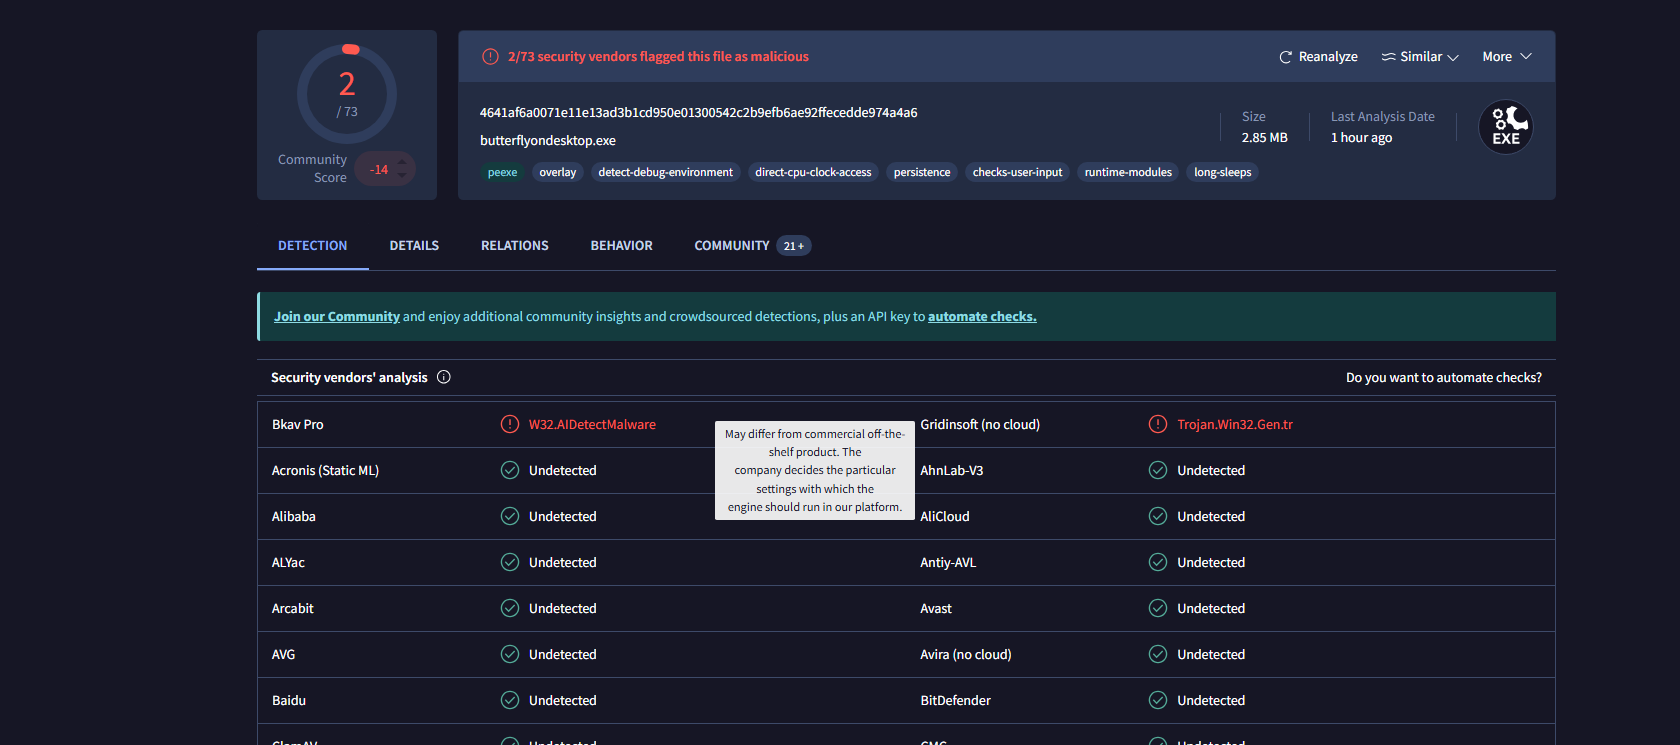 2
/ 73
Community
Score
-14
2/73 security vendors flagged this file as malicious
Reanalyze
Similar
More
4641af6a0071e11e13ad3b1cd950e01300542c2b9efb6ae92ffecedde974a4a6
butterflyondesktop.exe
peexe
overlay
detect-debug-environment
direct-cpu-clock-access
persistence
checks-user-input
runtime-modules
long-sleeps
Size
2.85 MB
Last Analysis Date
1 hour ago
EXE
DETECTION
DETAILS
RELATIONS
BEHAVIOR
COMMUNITY
21 +
Join our Community and enjoy additional community insights and crowdsourced detections, plus an API key to automate checks.
Security vendors' analysis
Do you want to automate checks?
Bkav Pro
W32.AIDetectMalware
Gridinsoft (no cloud)
Trojan.Win32.Gen.tr
May differ from commercial off-the-
shelf product. The
company decides the particular
settings with which the
engine should run in our platform.
Acronis (Static ML)
Undetected
AhnLab-V3
Undetected
Alibaba
Undetected
AliCloud
Undetected
ALYac
Undetected
Antiy-AVL
Undetected
Arcabit
Undetected
Avast
Undetected
AVG
Undetected
Avira (no cloud)
Undetected
Baidu
Undetected
BitDefender
Undetected
ClamAV
Undetected
CMC
Undetected